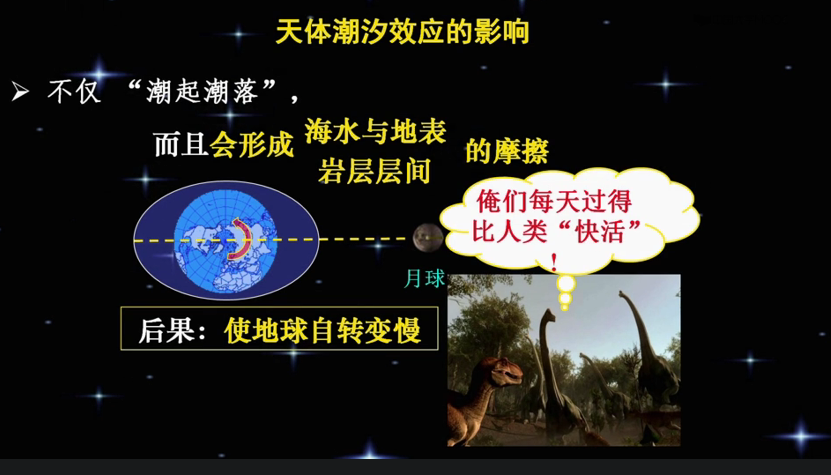 天体潮汐效应的影响
不仅 “潮起潮落”,
而且会形成 海水与地表岩层层间 的摩擦
俺们每天过得
比人类“快活”
!
月球
后果：使地球自转变慢